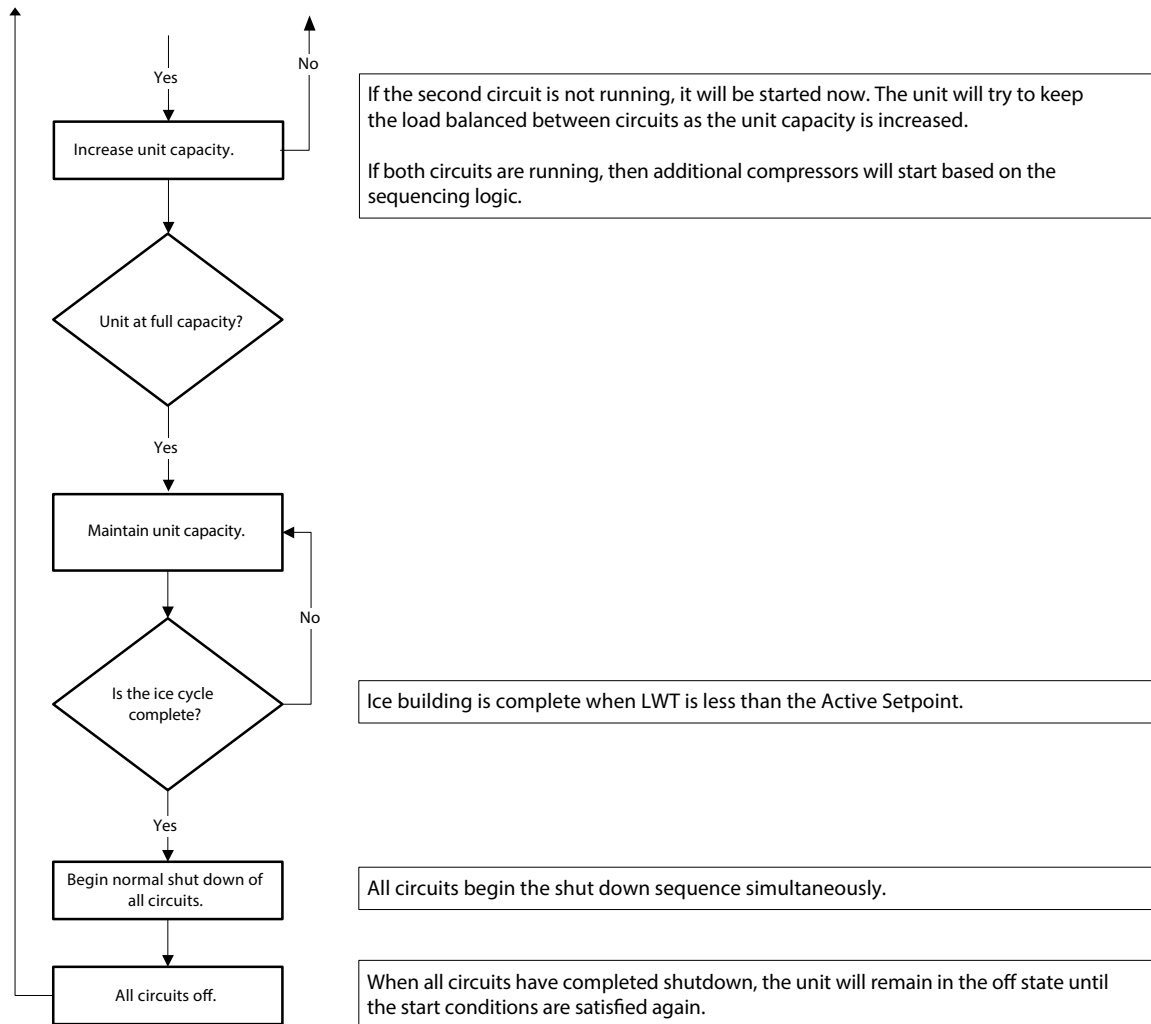 Yes
No
Increase unit capacity.
If the second circuit is not running, it will be started now. The unit will try to keep
the load balanced between circuits as the unit capacity is increased.
If both circuits are running, then additional compressors will start based on the
sequencing logic.
Unit at full capacity?
Yes
Maintain unit capacity.
No
Is the ice cycle
complete?
Ice building is complete when LWT is less than the Active Setpoint.
Yes
Begin normal shut down of
all circuits.
All circuits begin the shut down sequence simultaneously.
All circuits off.
When all circuits have completed shutdown, the unit will remain in the off state until
the start conditions are satisfied again.